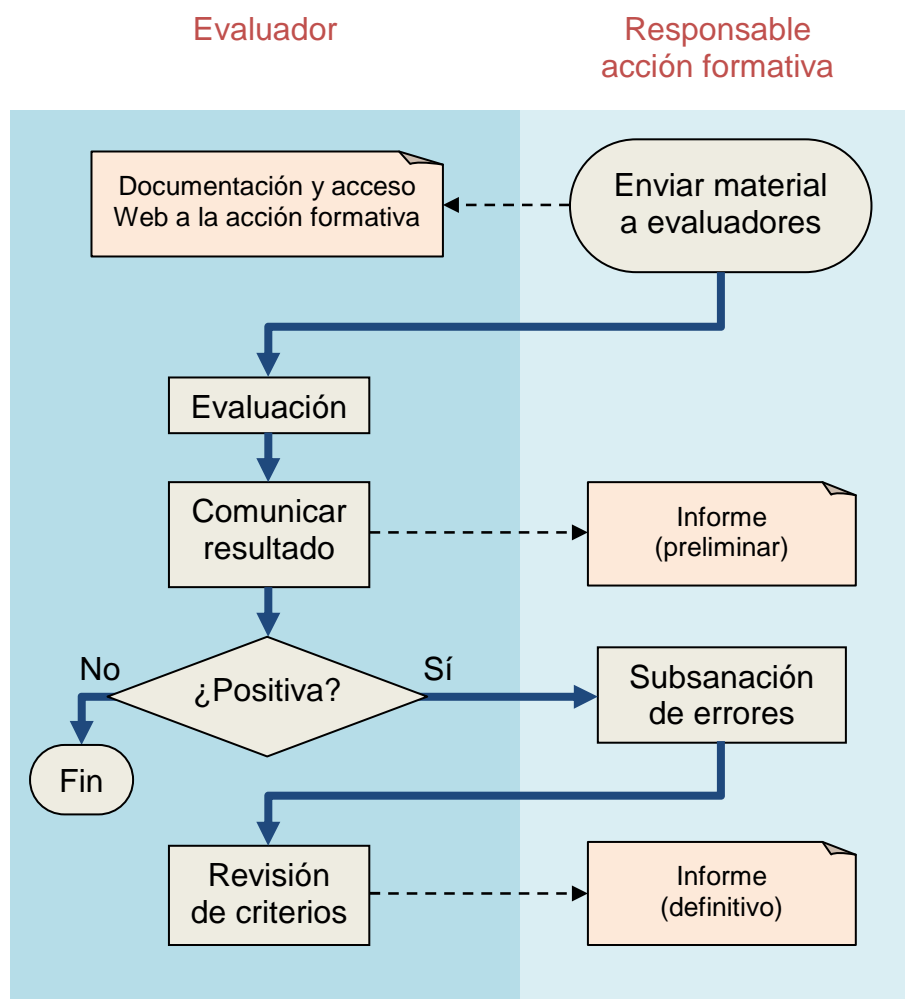 Evaluador
Responsable
acción formativa
Documentación y acceso
Web a la acción formativa
Enviar material
a evaluadores
Evaluación
Comunicar
resultado
Informe
(preliminar)
No
¿Positiva?
Sí
Subsanación
de errores
Fin
Revisión
de criterios
Informe
(definitivo)